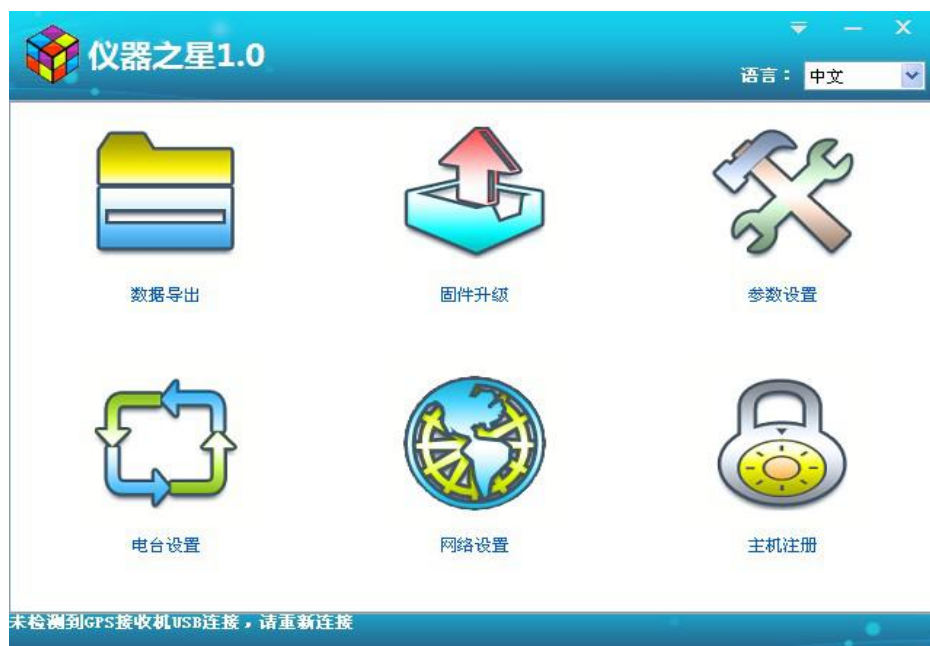 仪器之星1.0
语言： 中文
数据导出 固件升级 参数设置
电台设置 网络设置 主机注册
未检测到GPS接收机USB连接，请重新连接